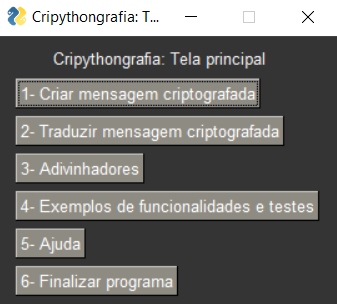 Cripythongrafia: T...
Cripythongrafia: Tela principal
1- Criar mensagem criptografada
2- Traduzir mensagem criptografada
3- Adivinhadores
4- Exemplos de funcionalidades e testes
5- Ajuda
6- Finalizar programa